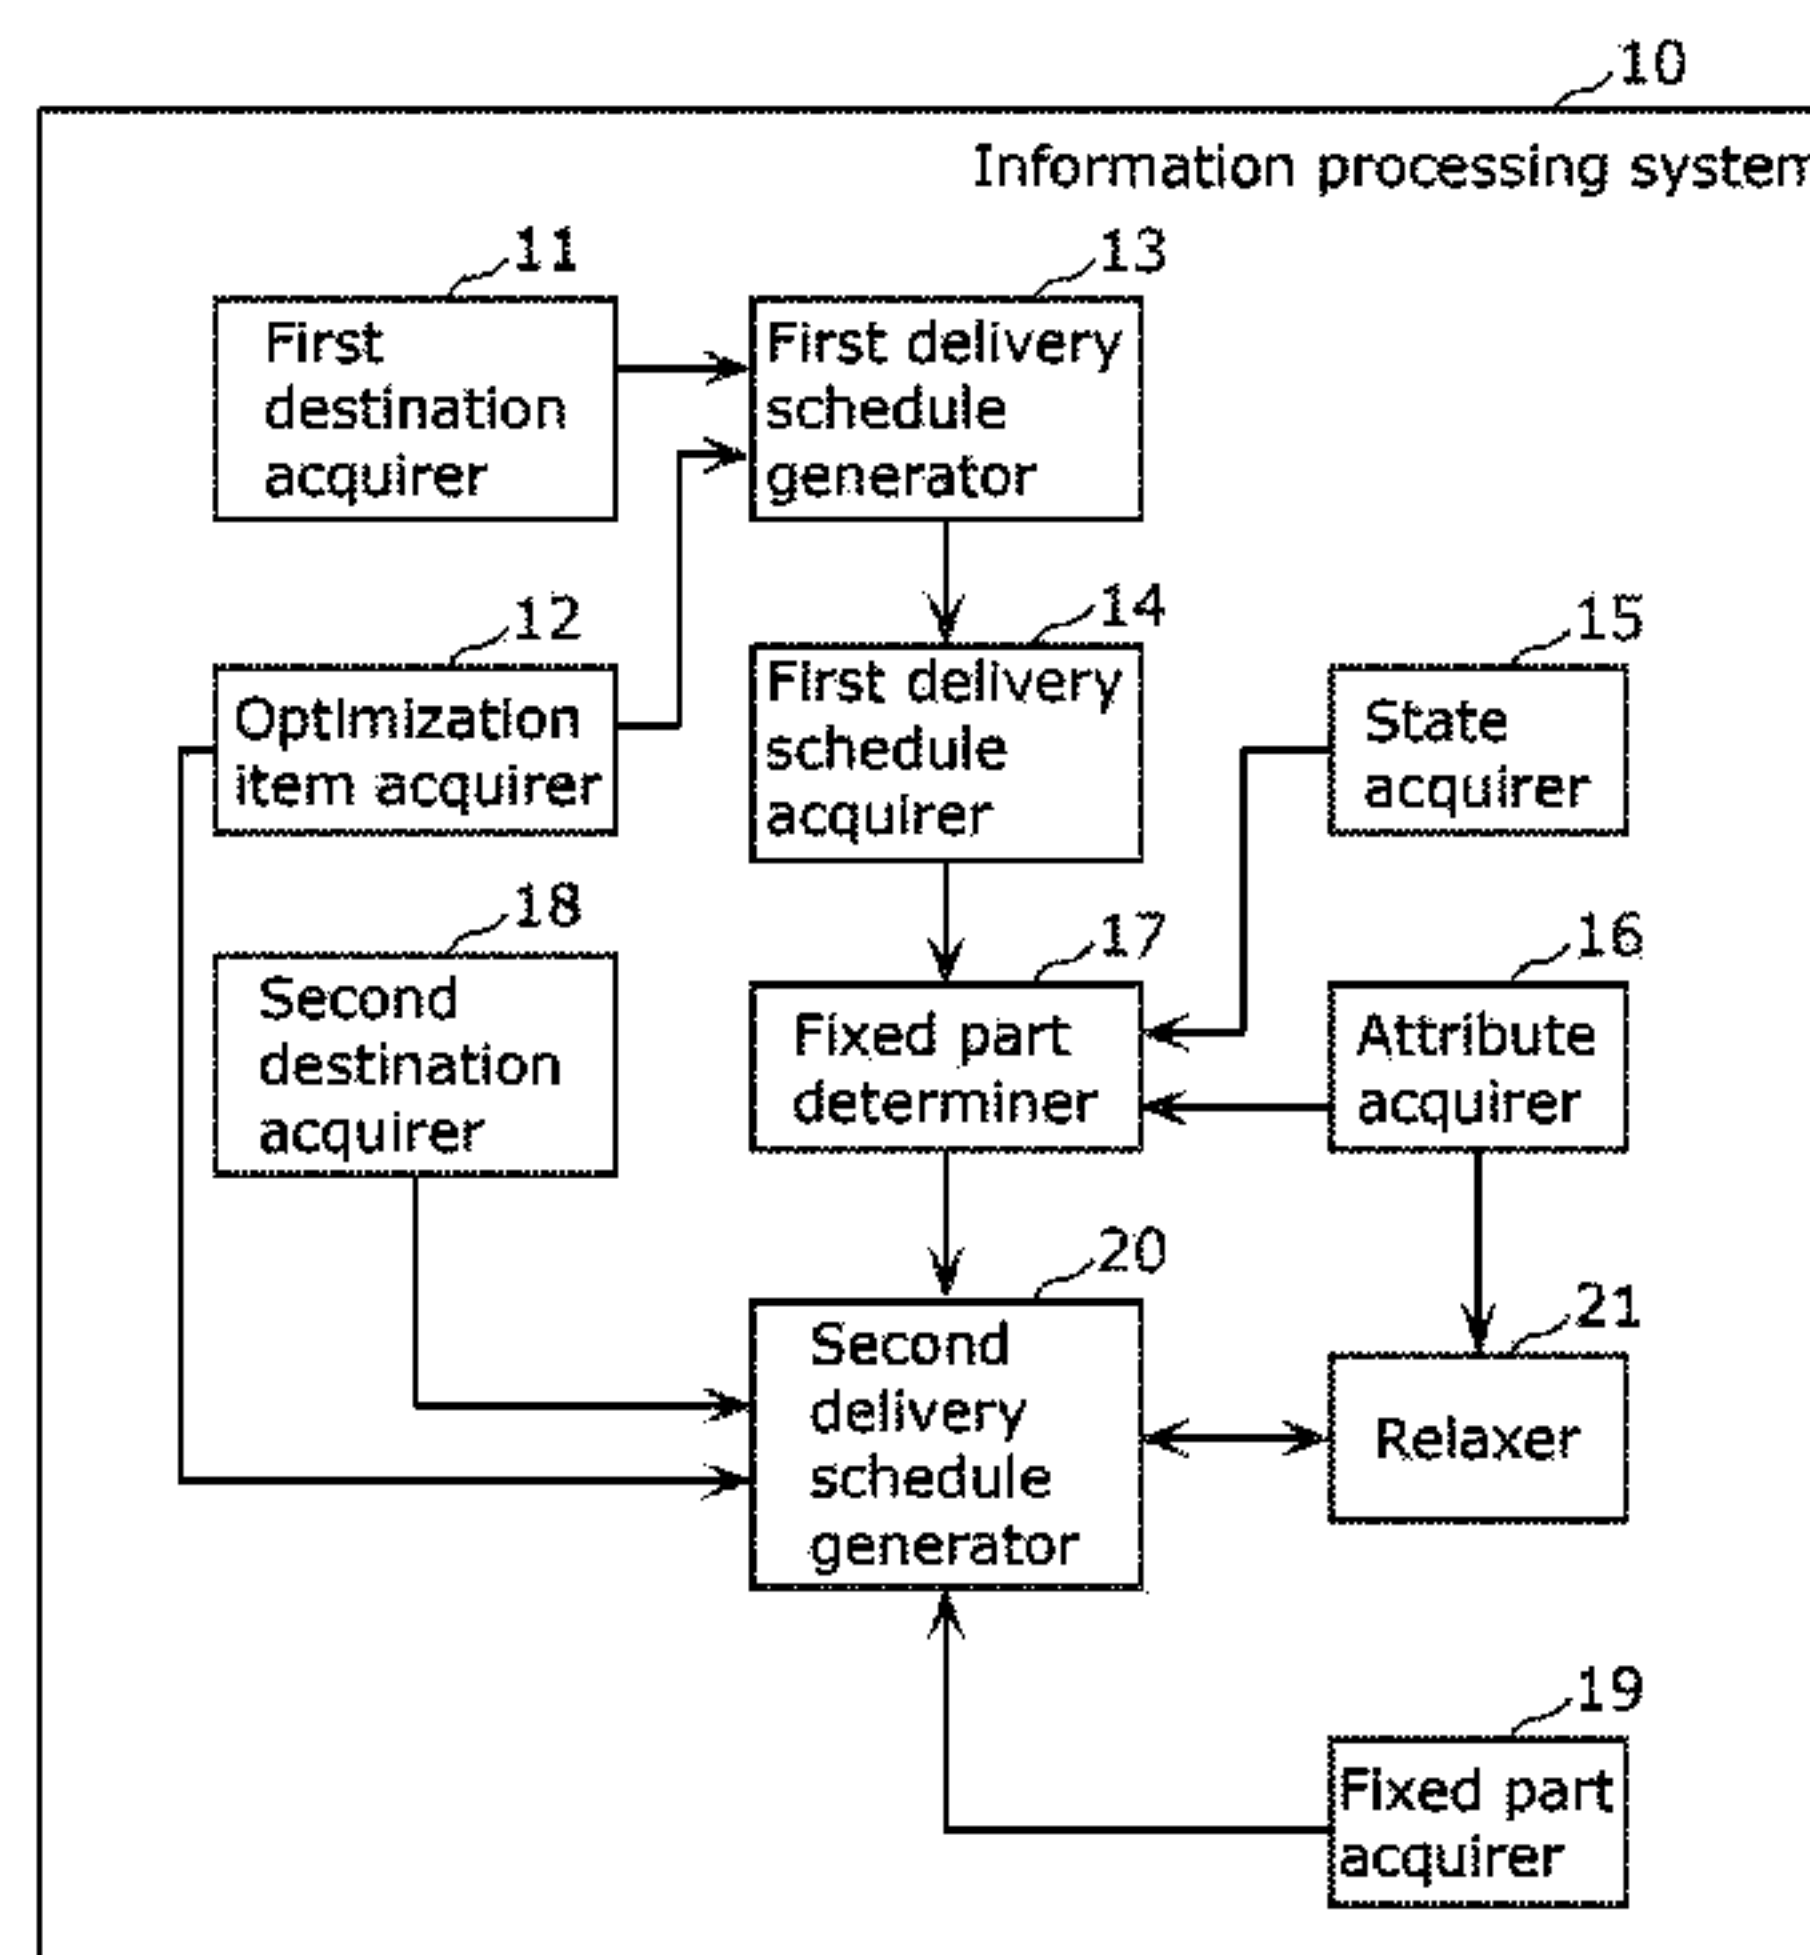 10
Information processing system
11
First
destination
acquirer
13
First delivery
schedule
generator
12
Optimization
item acquirer
14
First delivery
schedule
acquirer
15
State
acquirer
18
Second
destination
acquirer
17
Fixed part
determiner
16
Attribute
acquirer
20
Second
delivery
schedule
generator
21
Relaxer
19
Fixed part
acquirer